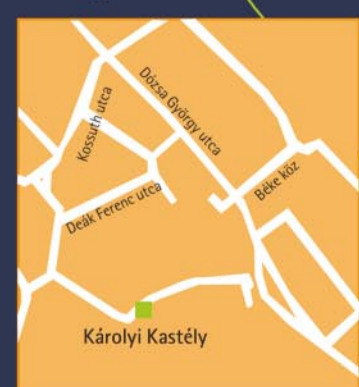 Dózsa György utca
Kossuth utca
Deák Ferenc utca
Béke köz
Károlyi Kastély